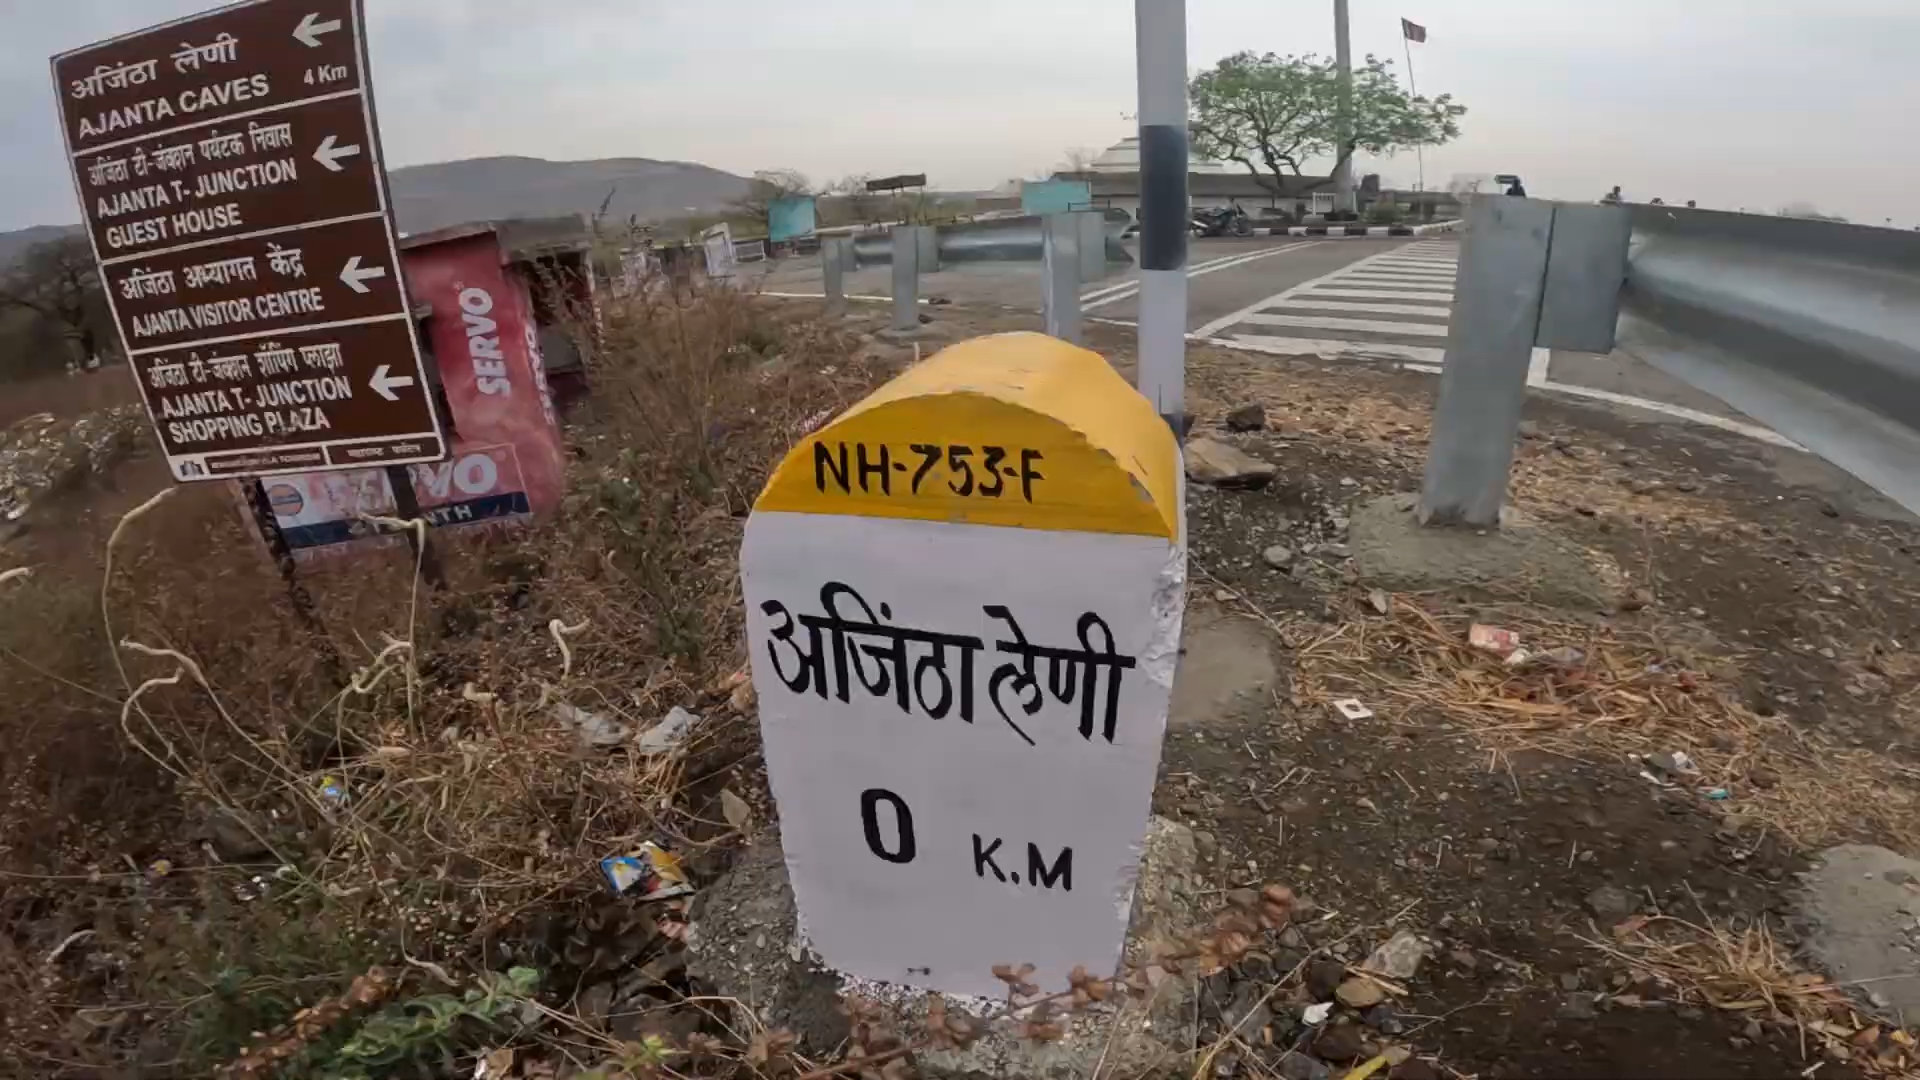 अजिंठा लेणी
AJANTA CAVES
4 Km
अजिंठा टी-जंक्शन पर्यटक निवास
AJANTA T- JUNCTION
GUEST HOUSE
अजिंठा अभ्यागत केंद्र
AJANTA VISITOR CENTRE
अजिंठा टी-जंक्शन शॉपिंग प्लाझा
AJANTA T- JUNCTION
SHOPPING PLAZA
SERVO
SERVO
NH-753-F
अजिंठा लेणी
0 K.M